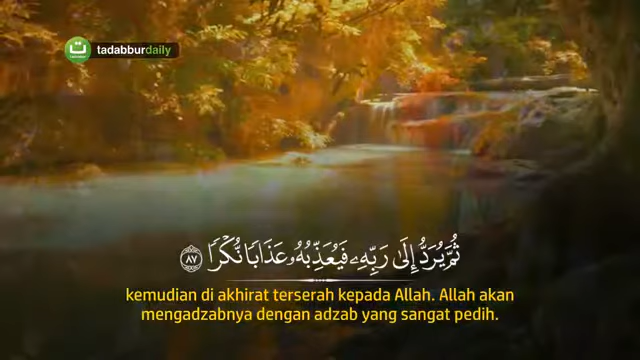 tadabburdaily
ثُمَّ يُرَدُّ إِلَىٰ رَبِّهِۦ فَيُعَذِّبُهُۥ عَذَابًا نُّكْرًا ۝٨٧
kemudian di akhirat terserah kepada Allah. Allah akan
mengadzabnya dengan adzab yang sangat pedih.